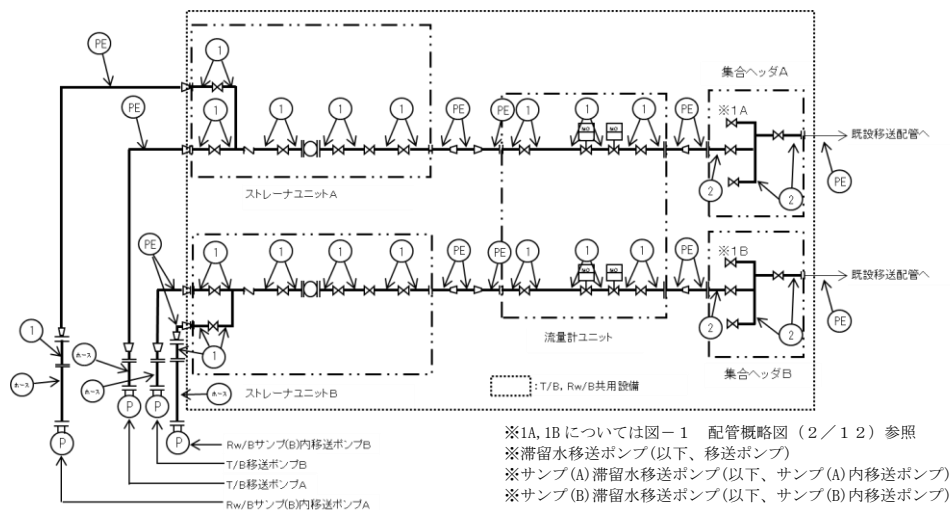 PE
1
1
1
1
1
PE
PE
1
1
1
PE
集合ヘッダA
※1A
既設移送配管へ
PE
2
2
PE
ストレーナユニットA
PE
1
1
1
1
PE
PE
1
1
1
PE
※1B
既設移送配管へ
PE
2
2
1
集合ヘッダB
流量計ユニット
ストレーナユニットB
1
ホース
ホース
ホース
ホース
P
P
P
P
:T/B, Rw/B共用設備
Rw/Bサンプ(B)内移送ポンプB
T/B移送ポンプB
T/B移送ポンプA
Rw/Bサンプ(B)内移送ポンプA
※1A,1Bについては図－1 配管概略図（2／12）参照
※滞留水移送ポンプ(以下、移送ポンプ)
※サンプ(A)滞留水移送ポンプ(以下、サンプ(A)内移送ポンプ)
※サンプ(B)滞留水移送ポンプ(以下、サンプ(B)内移送ポンプ)